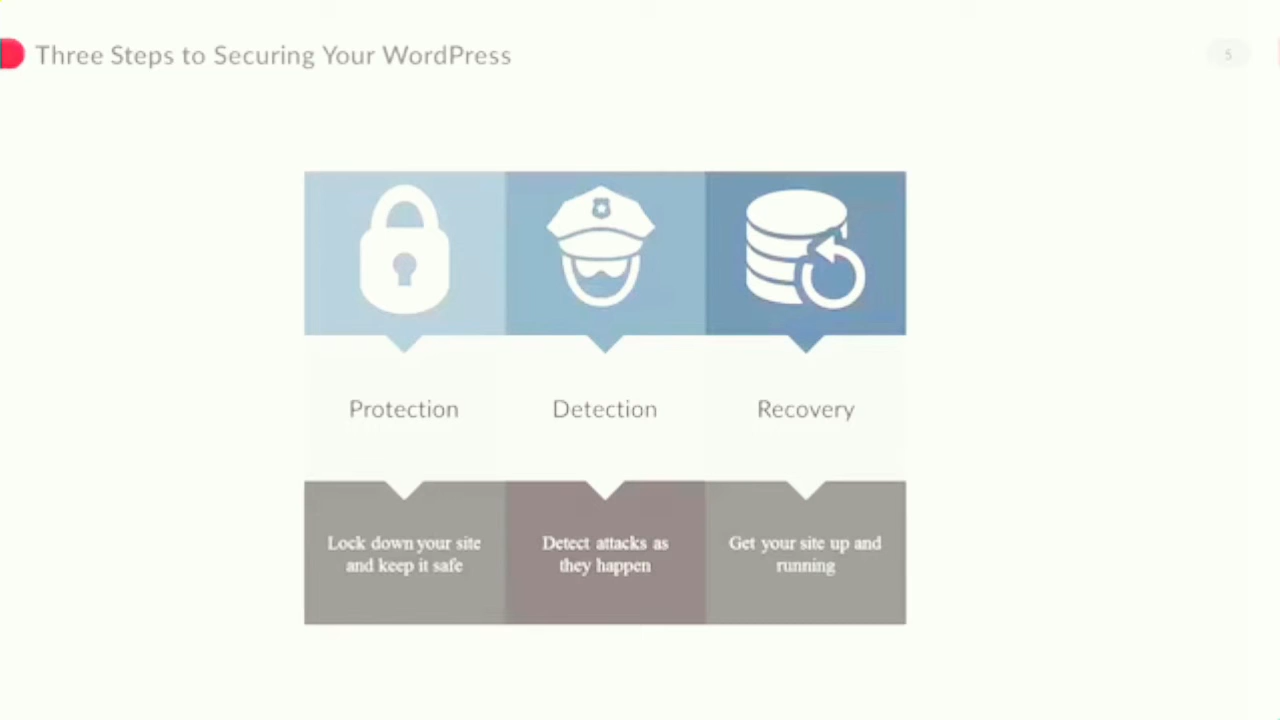 Three Steps to Securing Your WordPress
5
Protection
Detection
Recovery
Lock down your site
and keep it safe
Detect attacks as
they happen
Get your site up and
running